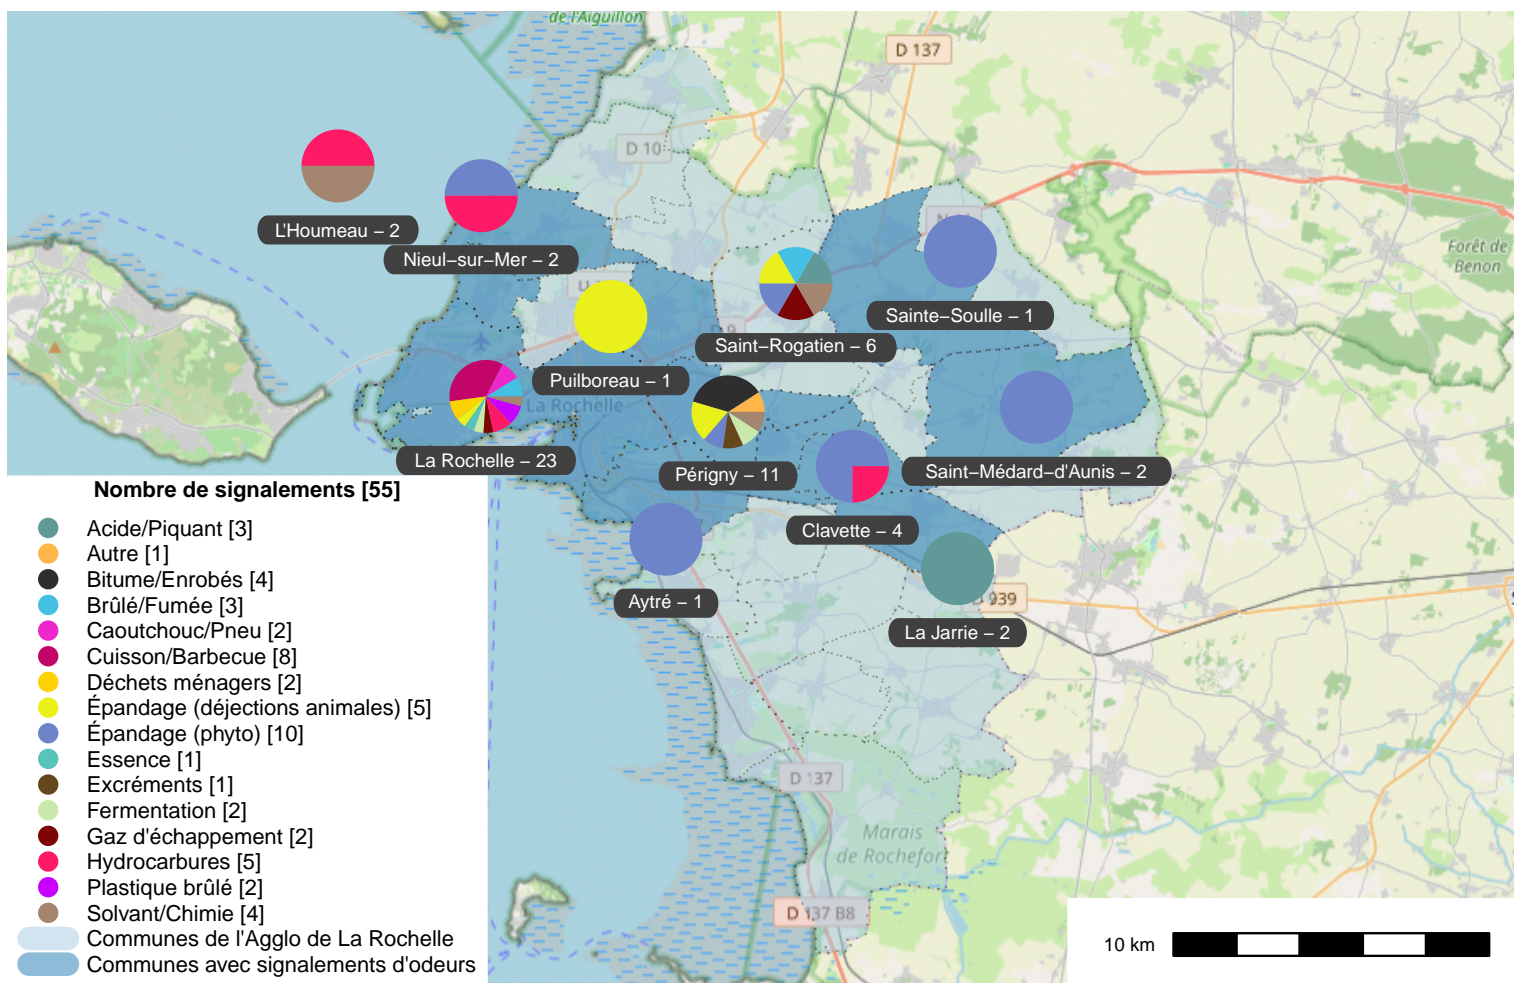 de l'Aiguillon
D 137
D 10
L'Houmeau – 2
Nieul–sur–Mer – 2
Forêt de
Benon
Sainte–Soulle – 1
Saint–Rogatien – 6
Puilboreau – 1
La Rochelle
La Rochelle – 23
Périgny – 11
Saint–Médard–d'Aunis – 2
Clavette – 4
Aytré – 1
939
La Jarrie – 2
Nombre de signalements [55]
Acide/Piquant [3]
Autre [1]
Bitume/Enrobés [4]
Brûlé/Fumée [3]
Caoutchouc/Pneu [2]
Cuisson/Barbecue [8]
Déchets ménagers [2]
Épandage (déjections animales) [5]
Épandage (phyto) [10]
Essence [1]
Excréments [1]
Fermentation [2]
Gaz d'échappement [2]
Hydrocarbures [5]
Plastique brûlé [2]
Solvant/Chimie [4]
Communes de l'Agglo de La Rochelle
Communes avec signalements d'odeurs
D 137
Marais
de Rochefort
D 137 B8
10 km